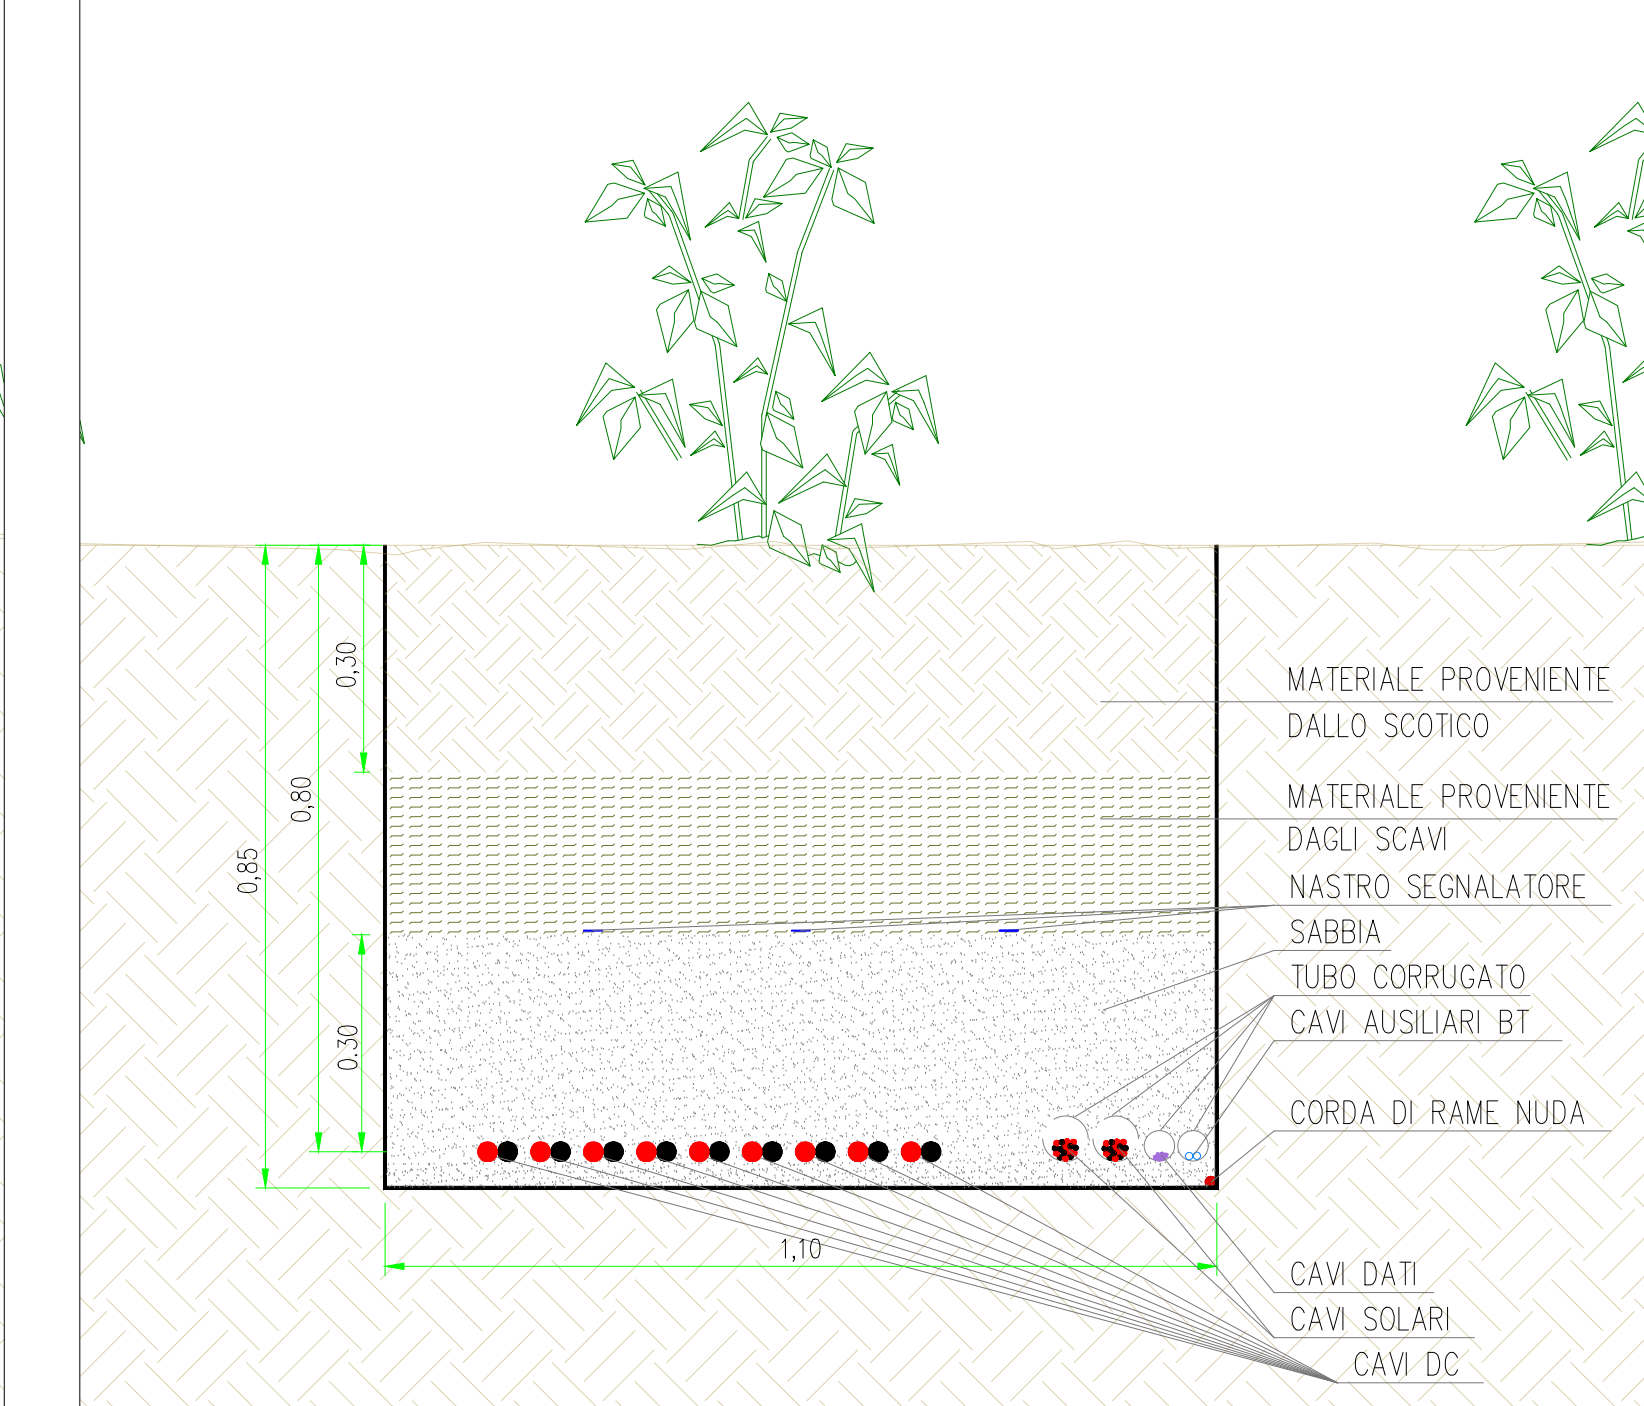 0,30
0,80
0,85
0.30
1,10
MATERIALE PROVENIENTE
DALLO SCOTICO
MATERIALE PROVENIENTE
DAGLI SCAVI
NASTRO SEGNALATORE
SABBIA
TUBO CORRUGATO
CAVI AUSILIARI BT
CORDA DI RAME NUDA
CAVI DATI
CAVI SOLARI
CAVI DC